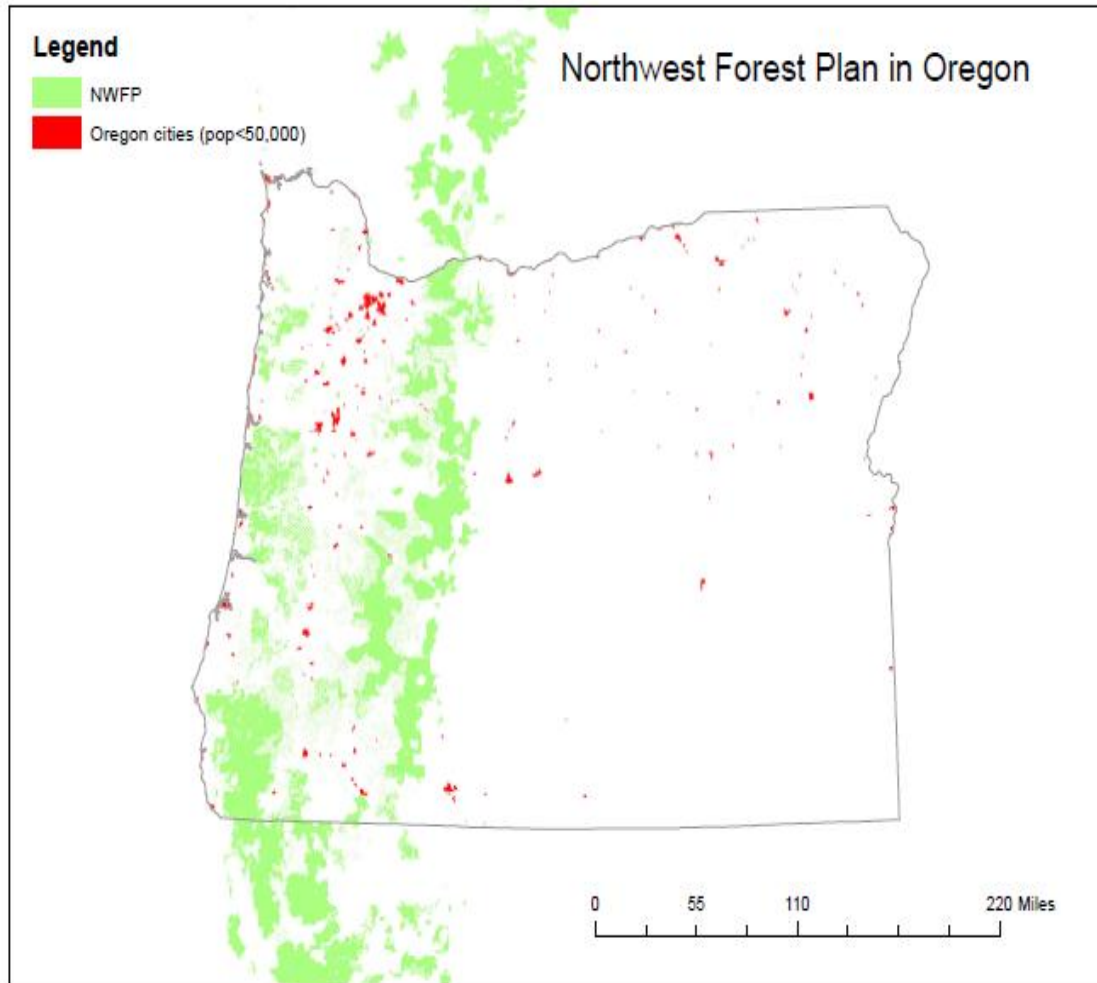 Legend
Northwest Forest Plan in Oregon
NWFP
Oregon cities (pop<50,000)
0 55 110 220 Miles